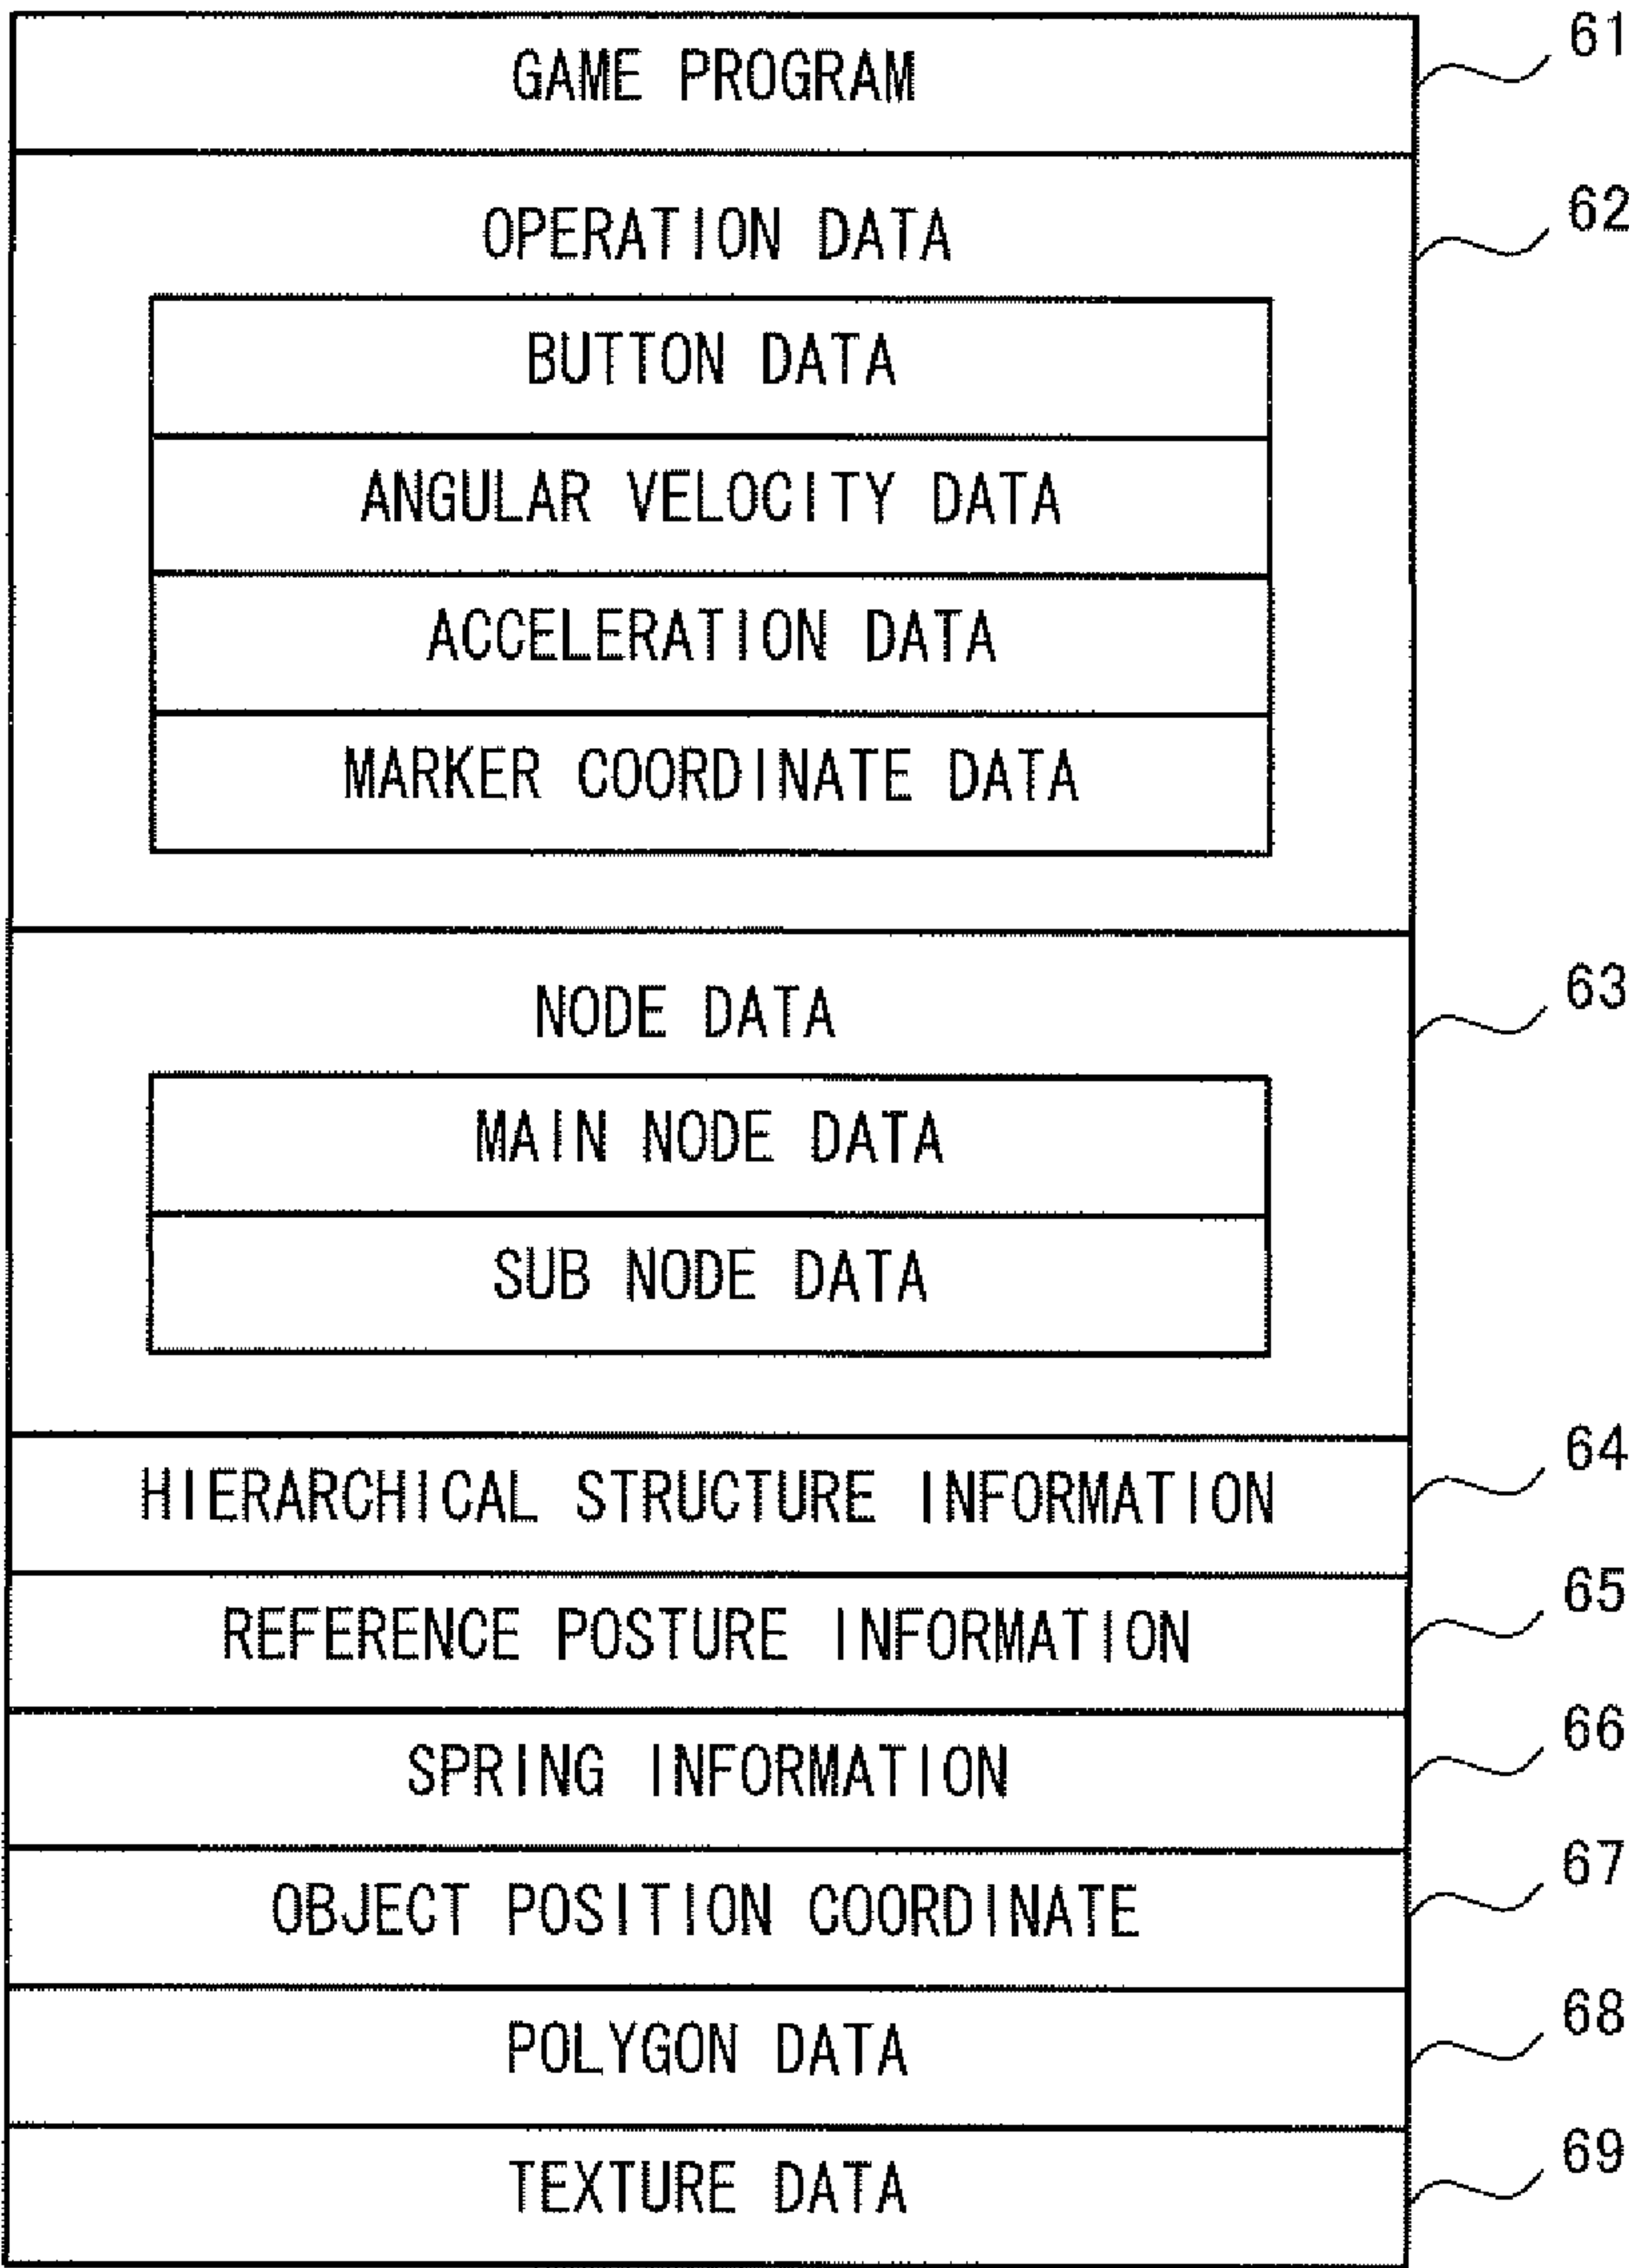 GAME PROGRAM 61
OPERATION DATA 62
BUTTON DATA
ANGULAR VELOCITY DATA
ACCELERATION DATA
MARKER COORDINATE DATA
NODE DATA 63
MAIN NODE DATA
SUB NODE DATA
HIERARCHICAL STRUCTURE INFORMATION 64
REFERENCE POSTURE INFORMATION 65
SPRING INFORMATION 66
OBJECT POSITION COORDINATE 67
POLYGON DATA 68
TEXTURE DATA 69